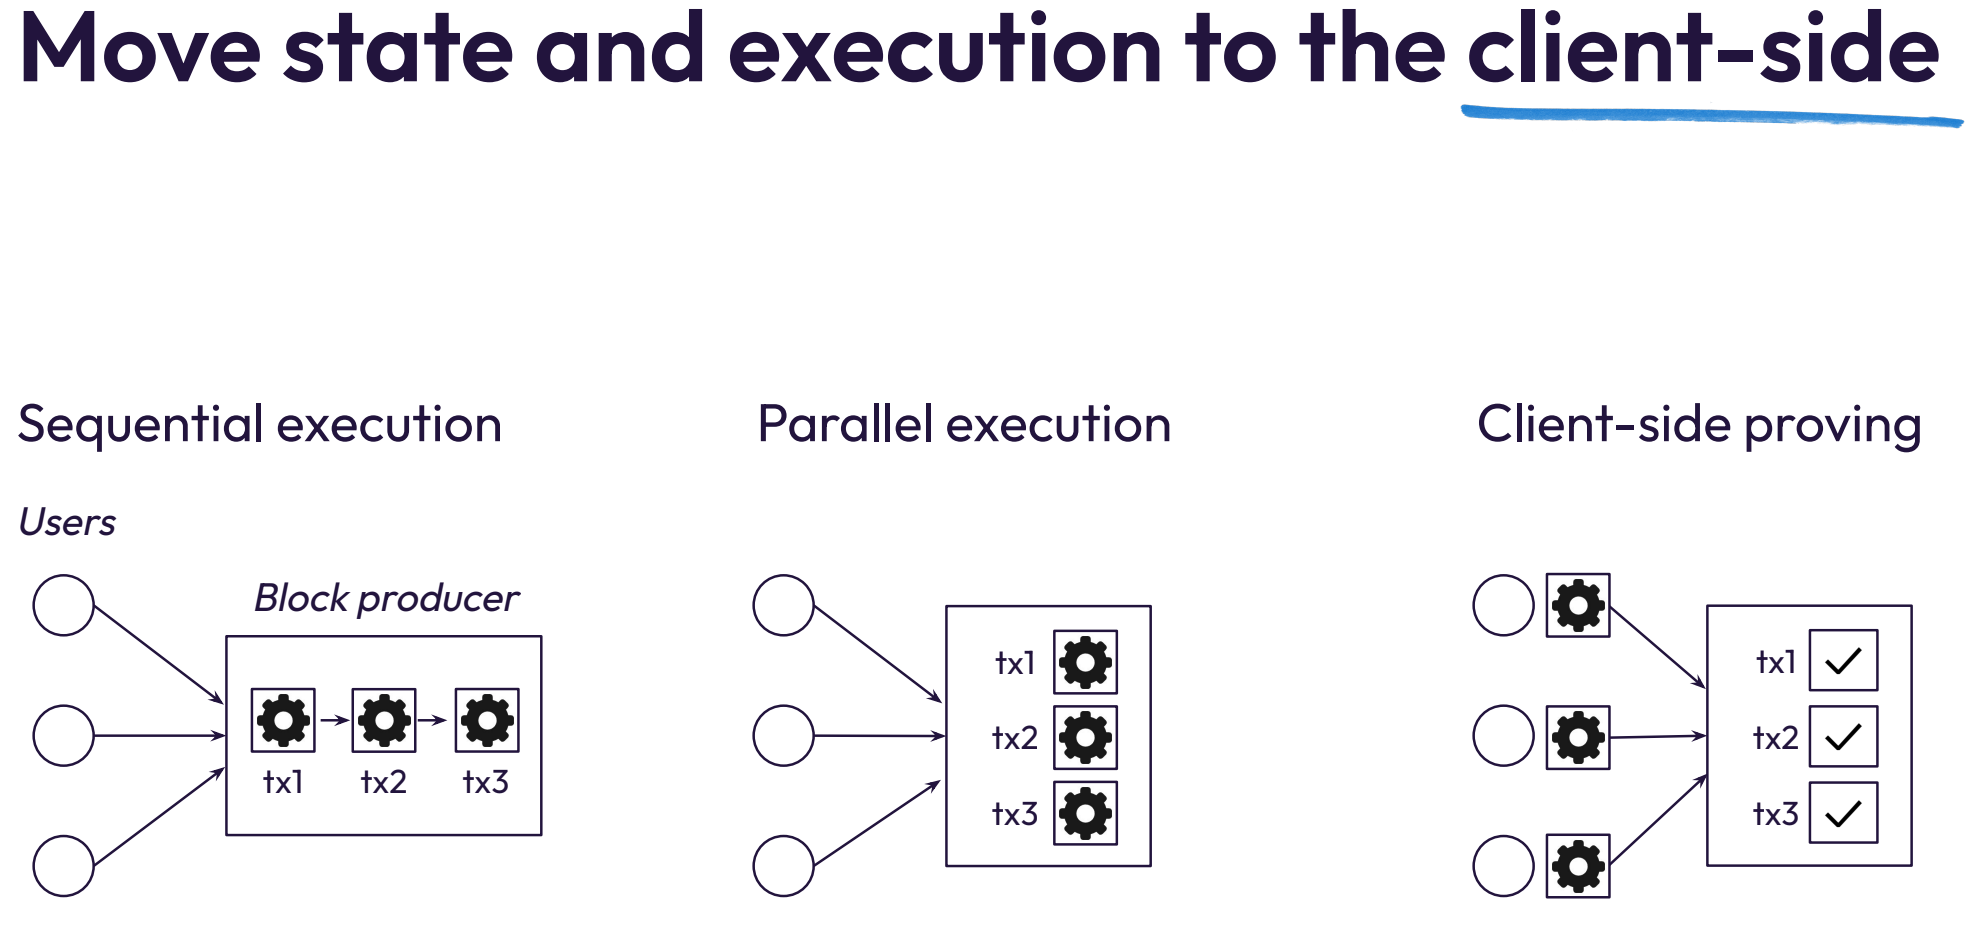 Move state and execution to the client-side
Sequential execution
Users
Block producer
tx1 tx2 tx3
Parallel execution
tx1
tx2
tx3
Client-side proving
tx1
tx2
tx3